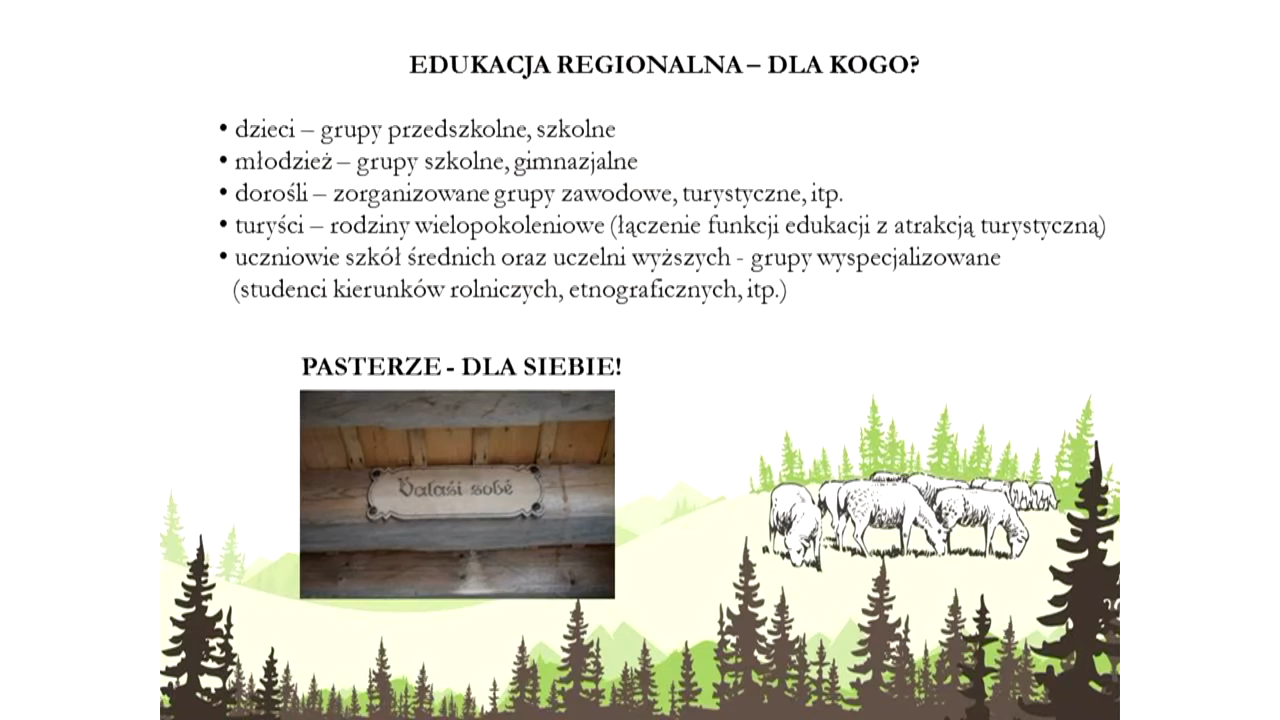 EDUKACJA REGIONALNA – DLA KOGO?
• dzieci – grupy przedszkolne, szkolne
• młodzież – grupy szkolne, gimnazjalne
• dorośli – zorganizowane grupy zawodowe, turystyczne, itp.
• turyści – rodziny wielopokoleniowe (łączenie funkcji edukacji z atrakcją turystyczną)
• uczniowie szkół średnich oraz uczelni wyższych - grupy wyspecjalizowane
(studenci kierunków rolniczych, etnograficznych, itp.)
PASTERZE - DLA SIEBIE!
Valaśi sobé